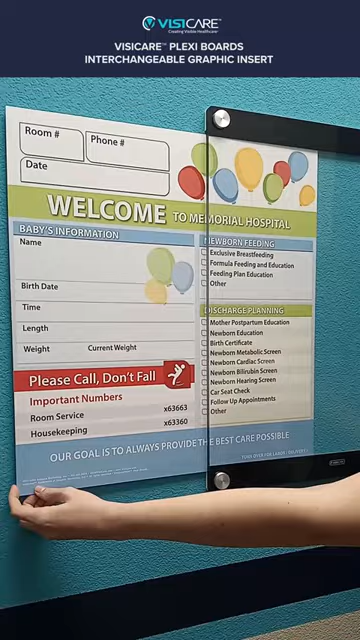 VISICARE™
Creating Visible Healthcare®
VISICARE™ PLEXI BOARDS
INTERCHANGEABLE GRAPHIC INSERT
Room #
Phone #
Date
WELCOME TO MEMORIAL HOSPITAL
BABY'S INFORMATION
Name
Birth Date
Time
Length
Weight
Current Weight
Please Call, Don't Fall
Important Numbers
Room Service x63663
Housekeeping x63360
NEWBORN FEEDING
Exclusive Breastfeeding
Formula Feeding and Education
Feeding Plan Education
Other
DISCHARGE PLANNING
Mother Postpartum Education
Newborn Education
Birth Certificate
Newborn Metabolic Screen
Newborn Cardiac Screen
Newborn Bilirubin Screen
Newborn Hearing Screen
Car Seat Check
Follow Up Appointments
Other
OUR GOAL IS TO ALWAYS PROVIDE THE BEST CARE POSSIBLE